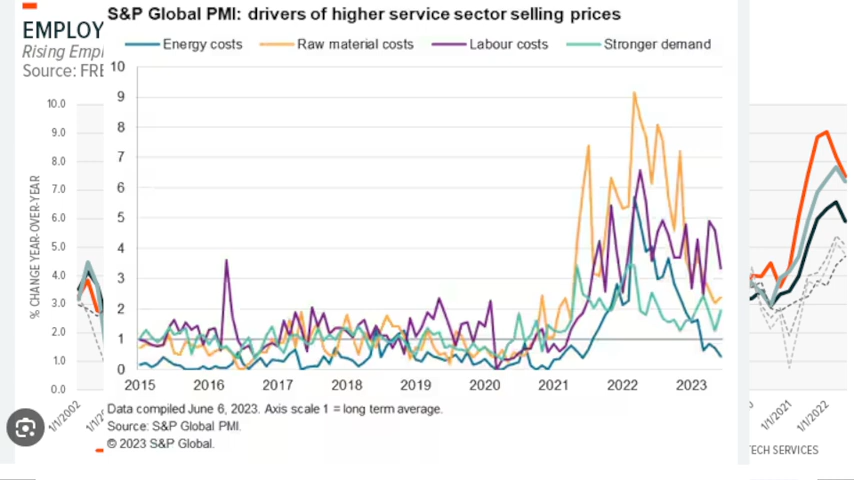 EMPLOY
Rising Empl
Source: FRE
% CHANGE YEAR-OVER-YEAR
10.0
9.0
8.0
7.0
6.0
5.0
4.0
3.0
2.0
1.0
0.0
1/1/2002
S&P Global PMI: drivers of higher service sector selling prices
Energy costs Raw material costs Labour costs Stronger demand
10
9
8
7
6
5
4
3
2
1
0
2015 2016 2017 2018 2019 2020 2021 2022 2023
Data compiled June 6, 2023. Axis scale 1 = long term average.
Source: S&P Global PMI.
© 2023 S&P Global.
1/1/2021
1/1/2022
TECH SERVICES